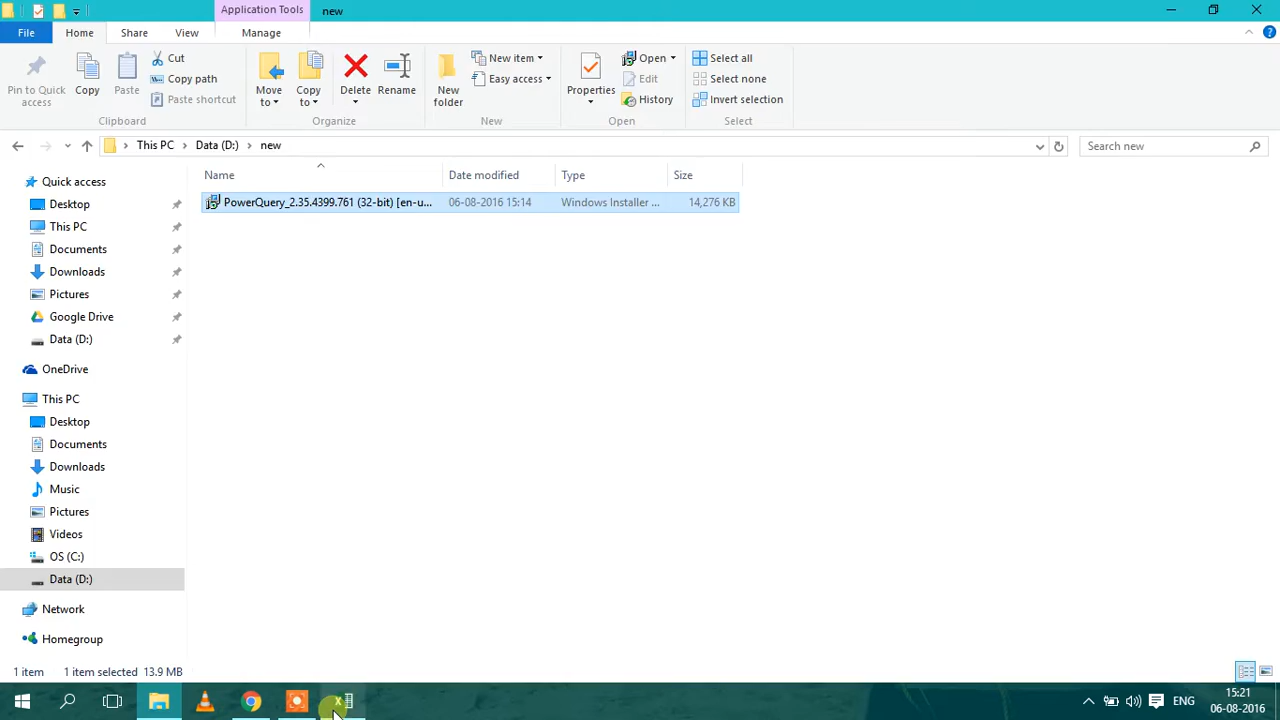 Application Tools
new
File
Home
Share
View
Manage
Pin to Quick access
Copy
Paste
Cut
Copy path
Paste shortcut
Clipboard
Move to
Copy to
Delete
Rename
Organize
New folder
New item
Easy access
New
Properties
Open
Edit
History
Open
Select all
Select none
Invert selection
Select
This PC
Data (D:)
new
Search new
Name
Date modified
Type
Size
PowerQuery_2.35.4399.761 (32-bit) [en-u...
06-08-2016 15:14
Windows Installer ...
14,276 KB
Quick access
Desktop
This PC
Documents
Downloads
Pictures
Google Drive
Data (D:)
OneDrive
This PC
Desktop
Documents
Downloads
Music
Pictures
Videos
OS (C:)
Data (D:)
Network
Homegroup
1 item
1 item selected 13.9 MB
ENG
15:21
06-08-2016